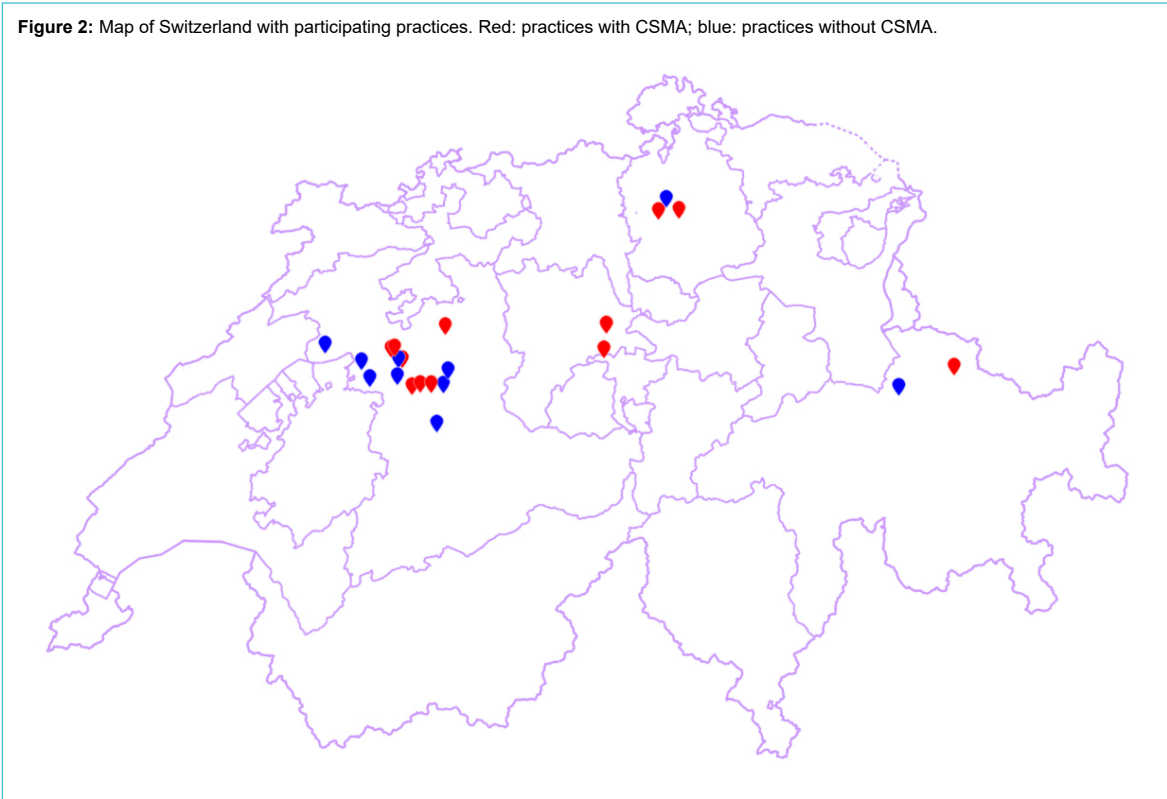 Figure 2: Map of Switzerland with participating practices. Red: practices with CSMA; blue: practices without CSMA.